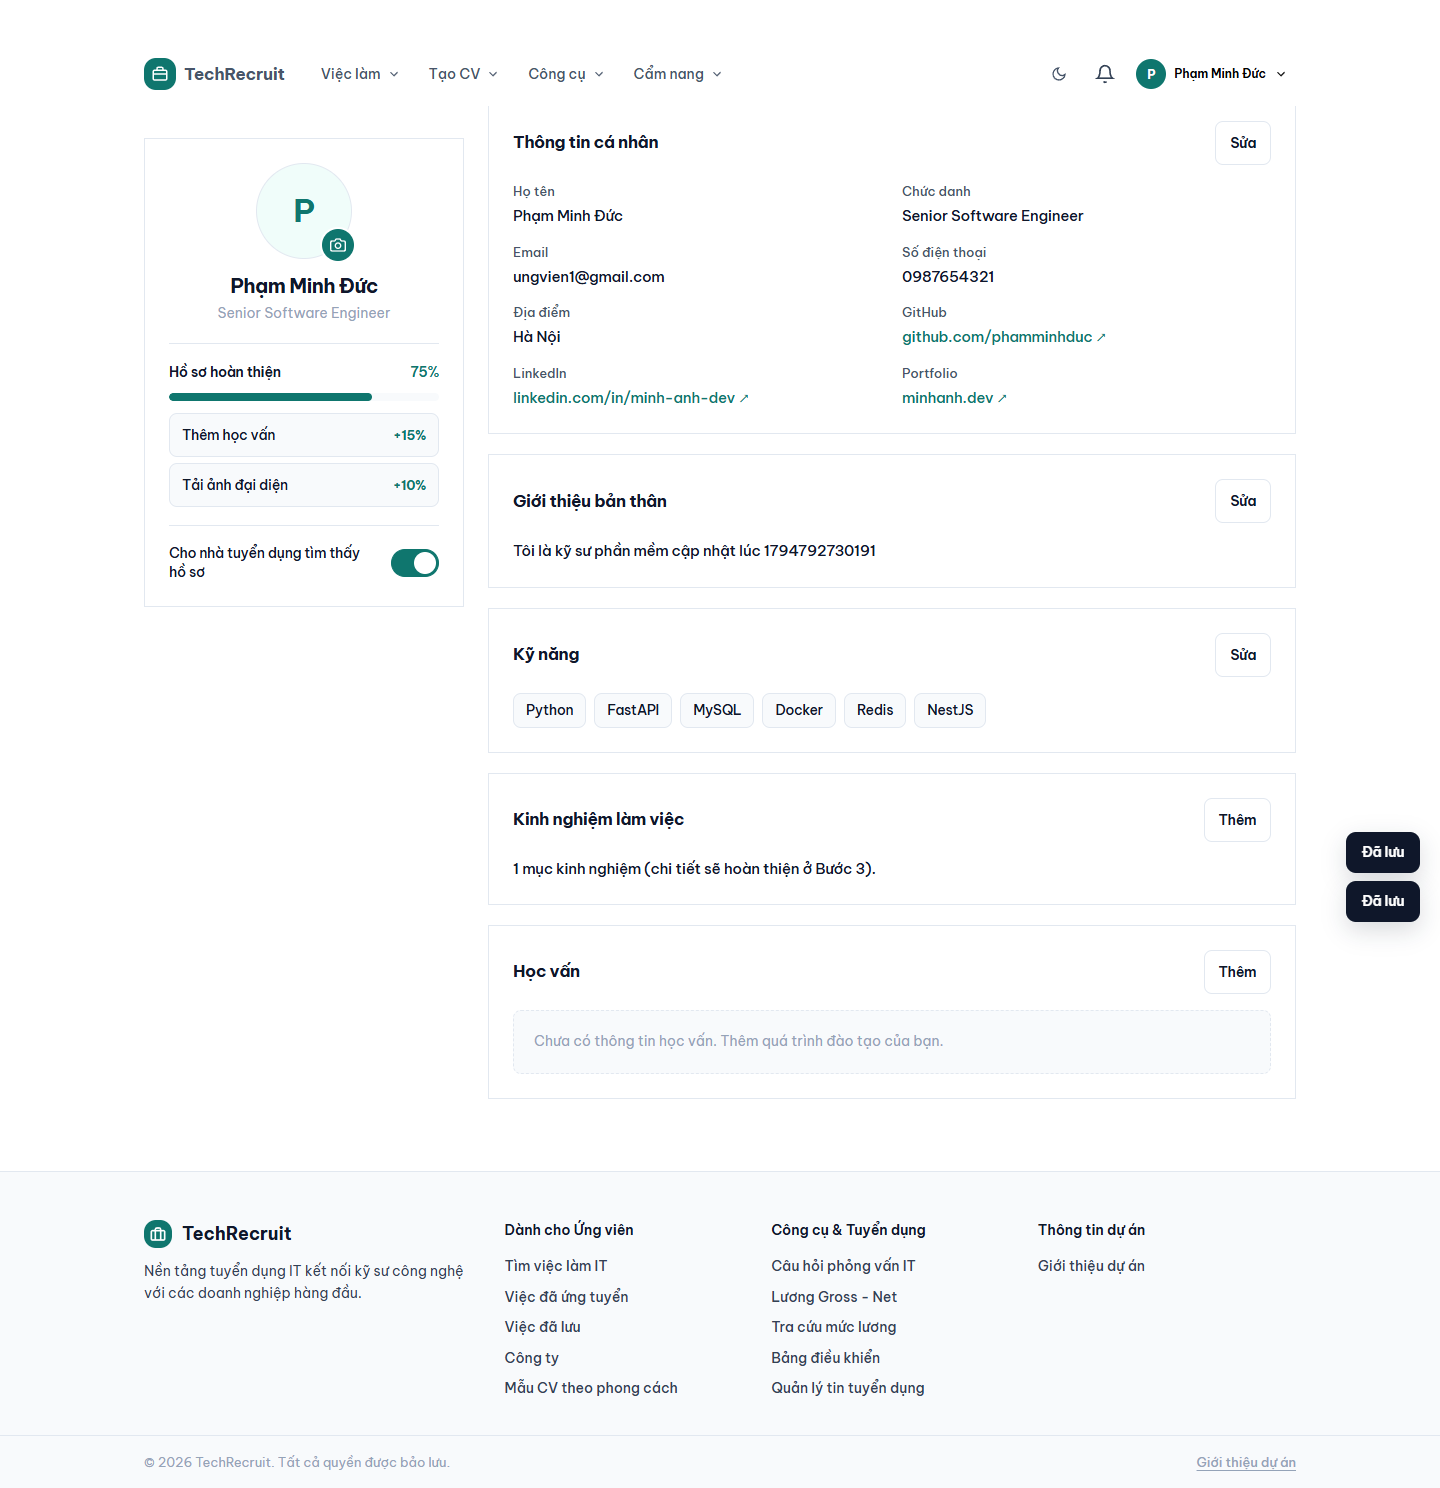 TechRecruit
Việc làm
Tạo CV
Công cụ
Cẩm nang
P
Phạm Minh Đức
P
Phạm Minh Đức
Senior Software Engineer
Hồ sơ hoàn thiện
75%
Thêm học vấn
+15%
Tải ảnh đại diện
+10%
Cho nhà tuyển dụng tìm thấy
hồ sơ
Thông tin cá nhân
Sửa
Họ tên
Phạm Minh Đức
Chức danh
Senior Software Engineer
Email
ungvien1@gmail.com
Số điện thoại
0987654321
Địa điểm
Hà Nội
GitHub
github.com/phamminhduc ↗
LinkedIn
linkedin.com/in/minh-anh-dev ↗
Portfolio
minhanh.dev ↗
Giới thiệu bản thân
Sửa
Tôi là kỹ sư phần mềm cập nhật lúc 1794792730191
Kỹ năng
Sửa
Python
FastAPI
MySQL
Docker
Redis
NestJS
Kinh nghiệm làm việc
Thêm
1 mục kinh nghiệm (chi tiết sẽ hoàn thiện ở Bước 3).
Đã lưu
Đã lưu
Học vấn
Thêm
Chưa có thông tin học vấn. Thêm quá trình đào tạo của bạn.
TechRecruit
Nền tảng tuyển dụng IT kết nối kỹ sư công nghệ
với các doanh nghiệp hàng đầu.
Dành cho Ứng viên
Tìm việc làm IT
Việc đã ứng tuyển
Việc đã lưu
Công ty
Mẫu CV theo phong cách
Công cụ & Tuyển dụng
Câu hỏi phỏng vấn IT
Lương Gross - Net
Tra cứu mức lương
Bảng điều khiển
Quản lý tin tuyển dụng
Thông tin dự án
Giới thiệu dự án
© 2026 TechRecruit. Tất cả quyền được bảo lưu.
Giới thiệu dự án